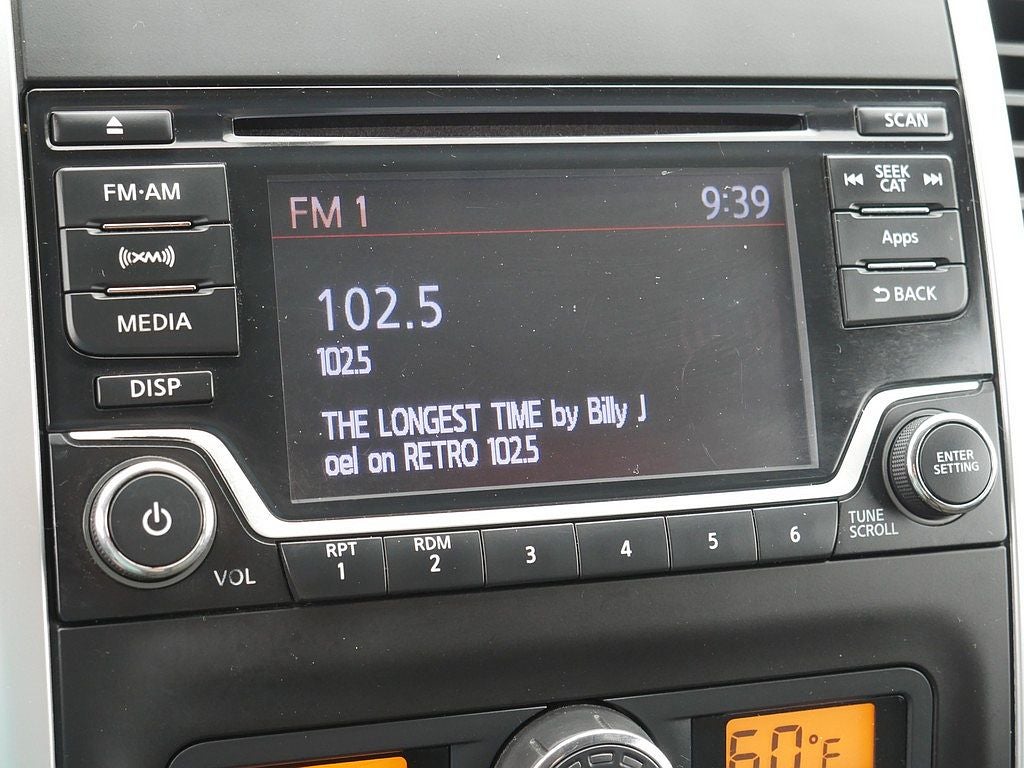 SCAN
FM·AM
SEEK
CAT
FM 1
9:39
XM
Apps
102.5
BACK
MEDIA
102.5
DISP
THE LONGEST TIME by Billy J
oel on RETRO 102.5
ENTER
SETTING
TUNE
SCROLL
VOL
RPT
1
RDM
2
3
4
5
6
60°F